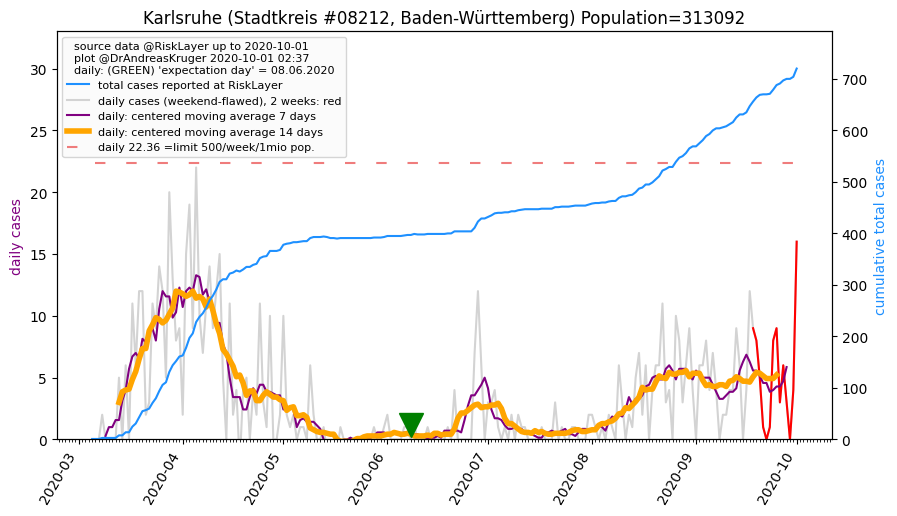 Karlsruhe (Stadtkreis #08212, Baden-Württemberg) Population=313092
source data @RiskLayer up to 2020-10-01
plot @DrAndreasKruger 2020-10-01 02:37
daily: (GREEN) 'expectation day' = 08.06.2020
total cases reported at RiskLayer
daily cases (weekend-flawed), 2 weeks: red
daily: centered moving average 7 days
daily: centered moving average 14 days
daily 22.36 =limit 500/week/1mio pop.
daily cases
30
25
20
15
10
5
0
cumulative total cases
700
600
500
400
300
200
100
0
2020-03
2020-04
2020-05
2020-06
2020-07
2020-08
2020-09
2020-10